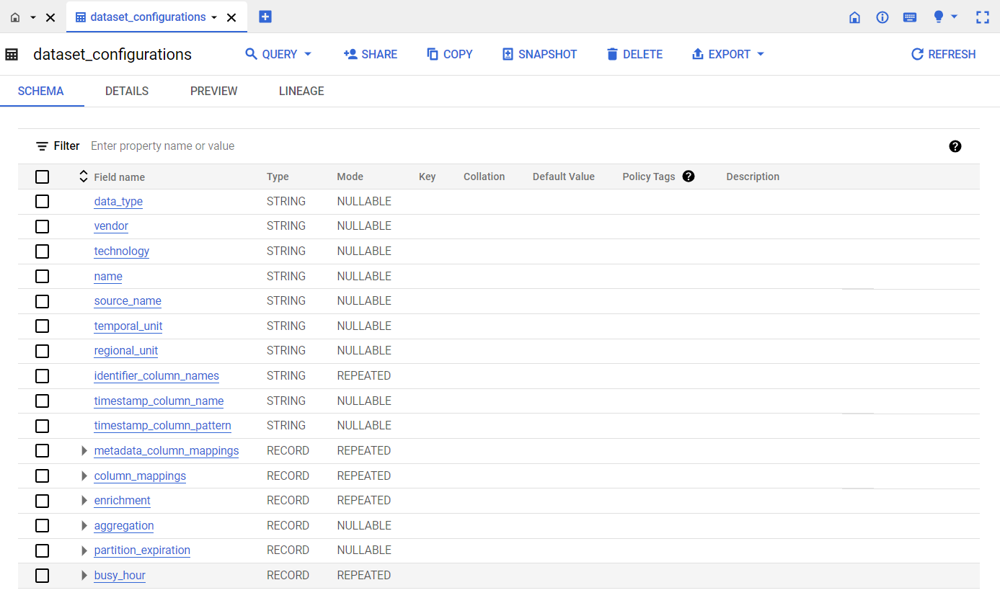 dataset_configurations
dataset_configurations QUERY SHARE COPY SNAPSHOT DELETE EXPORT REFRESH
SCHEMA DETAILS PREVIEW LINEAGE
Filter Enter property name or value
Field name Type Mode Key Collation Default Value Policy Tags Description
data_type STRING NULLABLE
vendor STRING NULLABLE
technology STRING NULLABLE
name STRING NULLABLE
source_name STRING NULLABLE
temporal_unit STRING NULLABLE
regional_unit STRING NULLABLE
identifier_column_names STRING REPEATED
timestamp_column_name STRING NULLABLE
timestamp_column_pattern STRING NULLABLE
metadata_column_mappings RECORD REPEATED
column_mappings RECORD REPEATED
enrichment RECORD REPEATED
aggregation RECORD NULLABLE
partition_expiration RECORD NULLABLE
busy_hour RECORD REPEATED